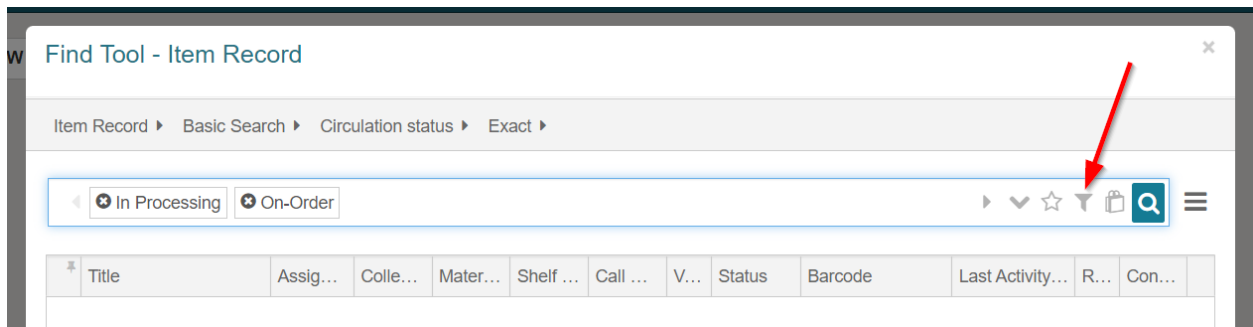 W
Find Tool - Item Record
×
Item Record Basic Search Circulation status Exact
In Processing On-Order
Title Assig... Colle... Mater... Shelf ... Call ... V... Status Barcode Last Activity... R... Con...